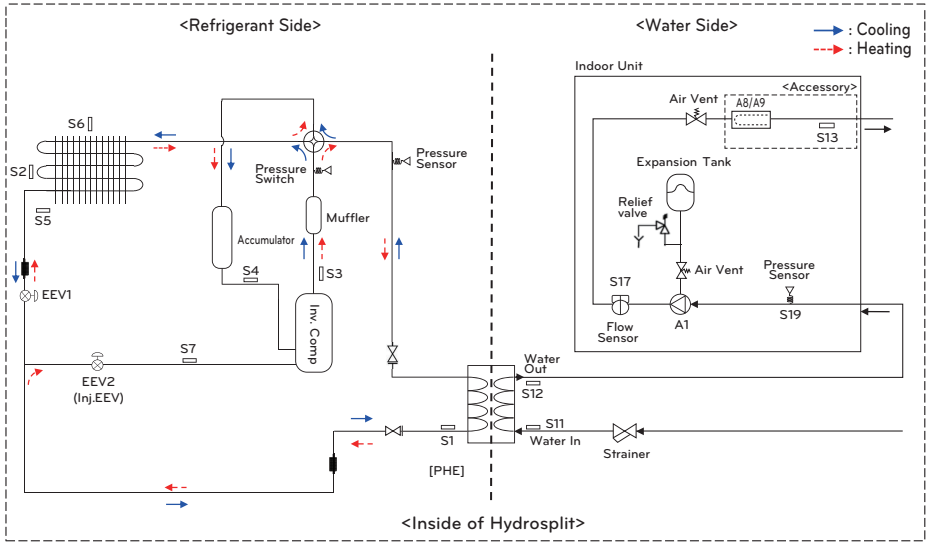 <Refrigerant Side>
<Water Side>
: Cooling
: Heating
Indoor Unit
<Accessory>
Air Vent
A8/A9
S13
S6
S2
S5
Pressure
Switch
Pressure
Sensor
Muffler
Accumulator
S4
S3
Expansion Tank
Relief
valve
Air Vent
Pressure
Sensor
S17
S19
Flow
Sensor
A1
EEV1
Inv. Comp
S7
EEV2
(Inj.EEV)
Water
Out
S12
S1
S11
Water In
Strainer
[PHE]
<Inside of Hydrosplit>